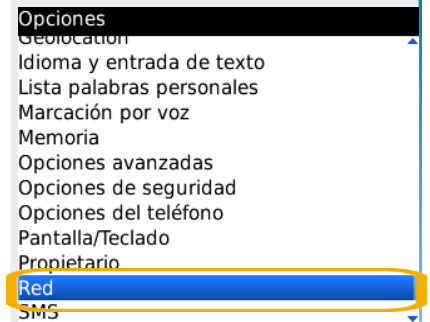 Opciones
Geolocation
Idioma y entrada de texto
Lista palabras personales
Marcación por voz
Memoria
Opciones avanzadas
Opciones de seguridad
Opciones del teléfono
Pantalla/Teclado
Propietario
Red
SMS